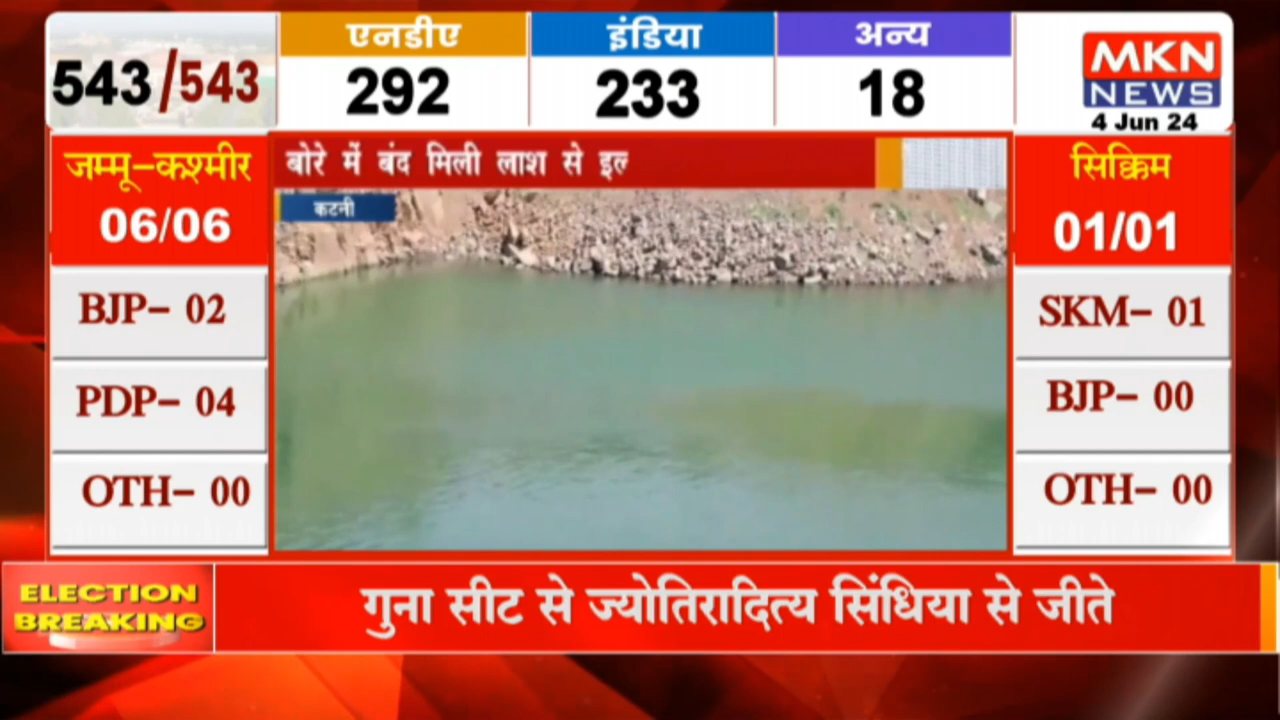 543/543
एनडीए
292
इंडिया
233
अन्य
18
MKN
NEWS
4 Jun 24
जम्मू-कश्मीर
06/06
BJP- 02
PDP- 04
OTH- 00
बोरे में बंद मिली लाश से इल
कटनी
सिक्किम
01/01
SKM- 01
BJP- 00
OTH- 00
ELECTION
BREAKING
गुना सीट से ज्योतिरादित्य सिंधिया से जीते